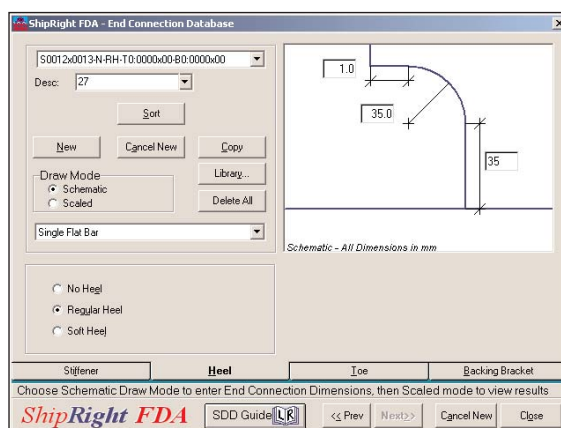 ShipRight FDA - End Connection Database
S0012x0013-N-RH-T0:0000x00-B0:0000x00
Desc: 27
Sort
New Cancel New Copy
Draw Mode
Schematic
Scaled
Library...
Delete All
Single Flat Bar
1.0
35.0
35
Schematic - All Dimensions in mm
No Heel
Regular Heel
Soft Heel
Stiffener Heel Toe Backing Bracket
Choose Schematic Draw Mode to enter End Connection Dimensions, then Scaled mode to view results
ShipRight FDA SDD Guide LR << Prev Next>> Cancel New Close